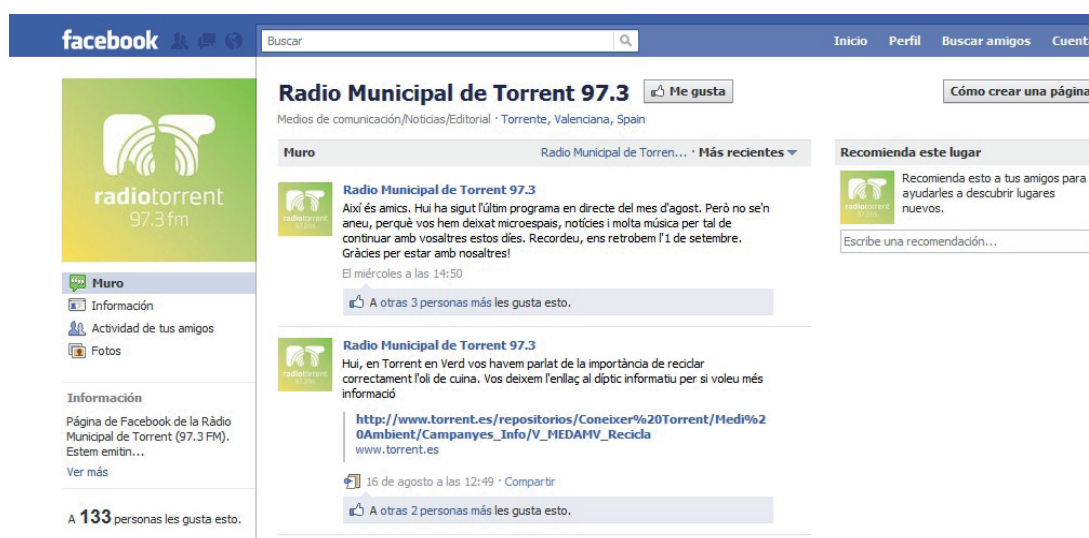 facebook
Buscar
Inicio Perfil Buscar amigos
radiotorrent
97.3fm
Radio Municipal de Torrent 97.3 Me gusta
Cómo crear una página
Medios de comunicación/Noticias/Editorial · Torrente, Valenciana, Spain
Muro
Radio Municipal de Torren... · Más recientes
Radio Municipal de Torrent 97.3
Així és amics. Hui ha sigut l'últim programa en directe del mes d'agost. Però no se'n
aneu, perquè vos hem deixat microespais, notícies i molta música per tal de
continuar amb vosaltres estos díes. Recordeu, ens retrobem l'1 de setembre.
Gràcies per estar amb nosaltres!
El miércoles a las 14:50
A otras 3 personas más les gusta esto.
Radio Municipal de Torrent 97.3
Hui, en Torrent en Verd vos havem parlat de la importància de reciclar
correctament l'oli de cuina. Vos deixem l'enllaç al díptic informatiu per si voleu més
informació
http://www.torrent.es/repositorios/Coneixer%20Torrent/Medi%2
0Ambient/Campanyes_Info/V_MEDAMV_Recicla
www.torrent.es
16 de agosto a las 12:49 · Compartir
A otras 2 personas más les gusta esto.
Muro
Información
Actividad de tus amigos
Fotos
Información
Página de Facebook de la Ràdio
Municipal de Torrent (97.3 FM).
Estem emitin...
Ver más
A 133 personas les gusta esto.
Recomienda este lugar
Recomienda esto a tus amigos para
ayudarles a descubrir lugares
nuevos.
Escribe una recomendación...